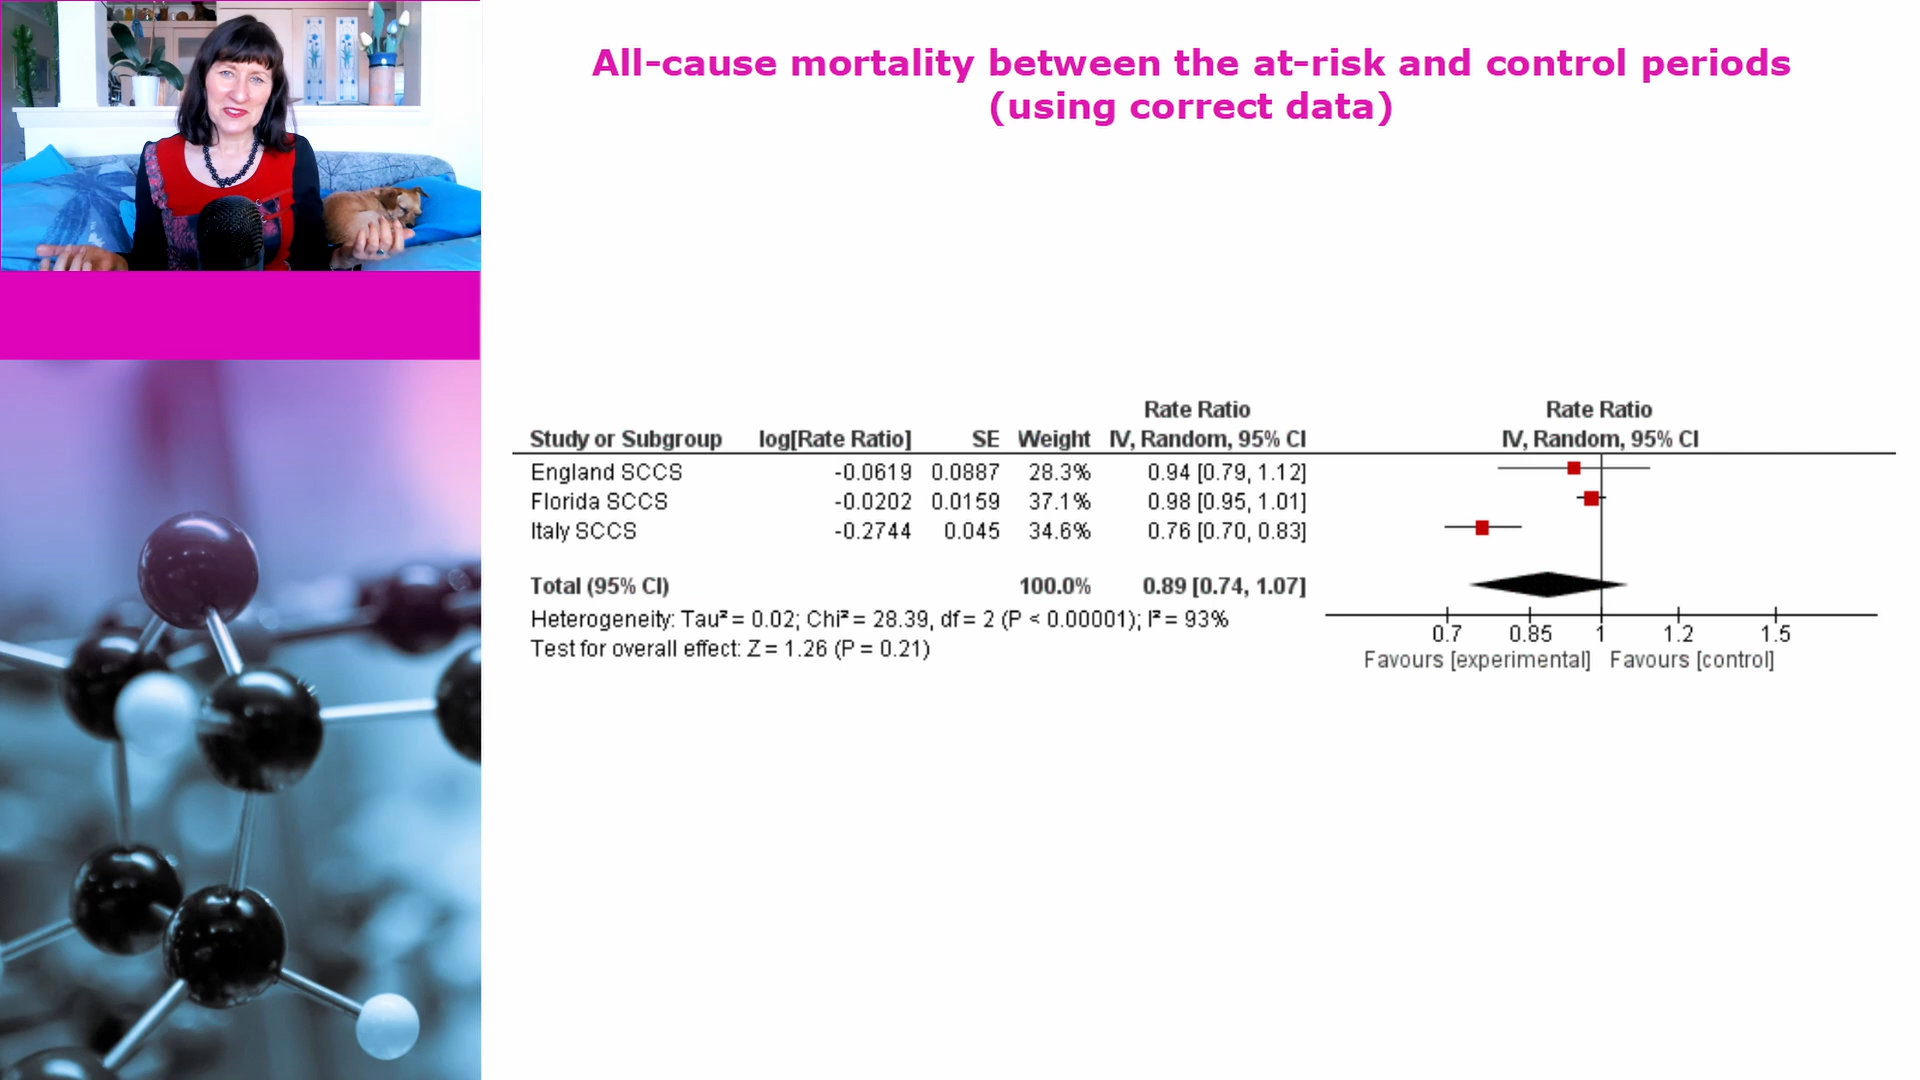 All-cause mortality between the at-risk and control periods
(using correct data)
Rate Ratio Rate Ratio
Study or Subgroup log[Rate Ratio] SE Weight IV, Random, 95% CI IV, Random, 95% CI
England SCCS -0.0619 0.0887 28.3% 0.94 [0.79, 1.12]
Florida SCCS -0.0202 0.0159 37.1% 0.98 [0.95, 1.01]
Italy SCCS -0.2744 0.045 34.6% 0.76 [0.70, 0.83]
Total (95% CI) 100.0% 0.89 [0.74, 1.07]
Heterogeneity: Tau² = 0.02; Chi² = 28.39, df = 2 (P < 0.00001); I² = 93%
Test for overall effect: Z = 1.26 (P = 0.21)
0.7 0.85 1 1.2 1.5
Favours [experimental] Favours [control]